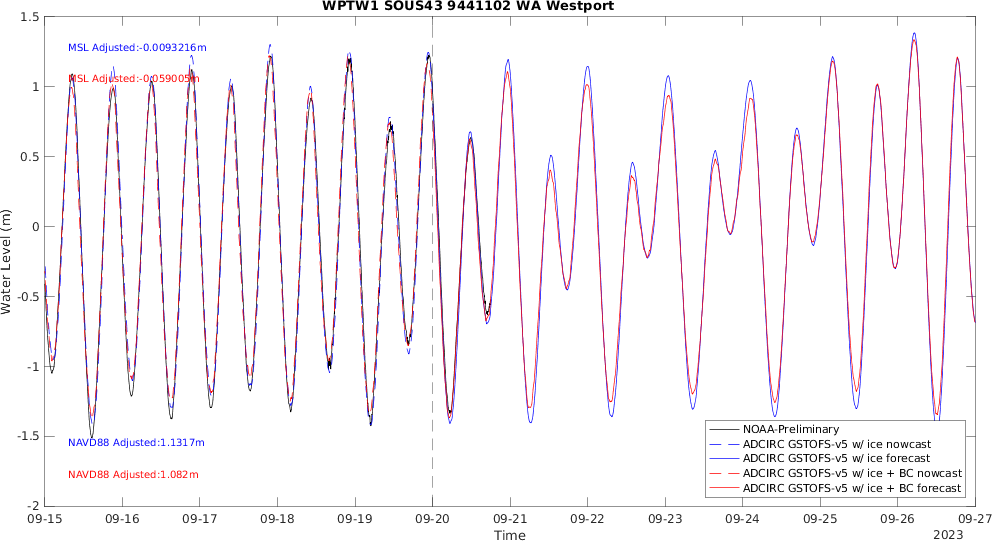 WPTW1 SOUS43 9441102 WA Westport
1.5
1
0.5
0
-0.5
-1
-1.5
-2
Water Level (m)
MSL Adjusted:-0.0093216m
MSL Adjusted:-0.059005m
NAVD88 Adjusted:1.1317m
NAVD88 Adjusted:1.082m
NOAA-Preliminary
ADCIRC GSTOFS-v5 w/ ice nowcast
ADCIRC GSTOFS-v5 w/ ice forecast
ADCIRC GSTOFS-v5 w/ ice + BC nowcast
ADCIRC GSTOFS-v5 w/ ice + BC forecast
09-15 09-16 09-17 09-18 09-19 09-20 09-21 09-22 09-23 09-24 09-25 09-26 09-27
Time
2023